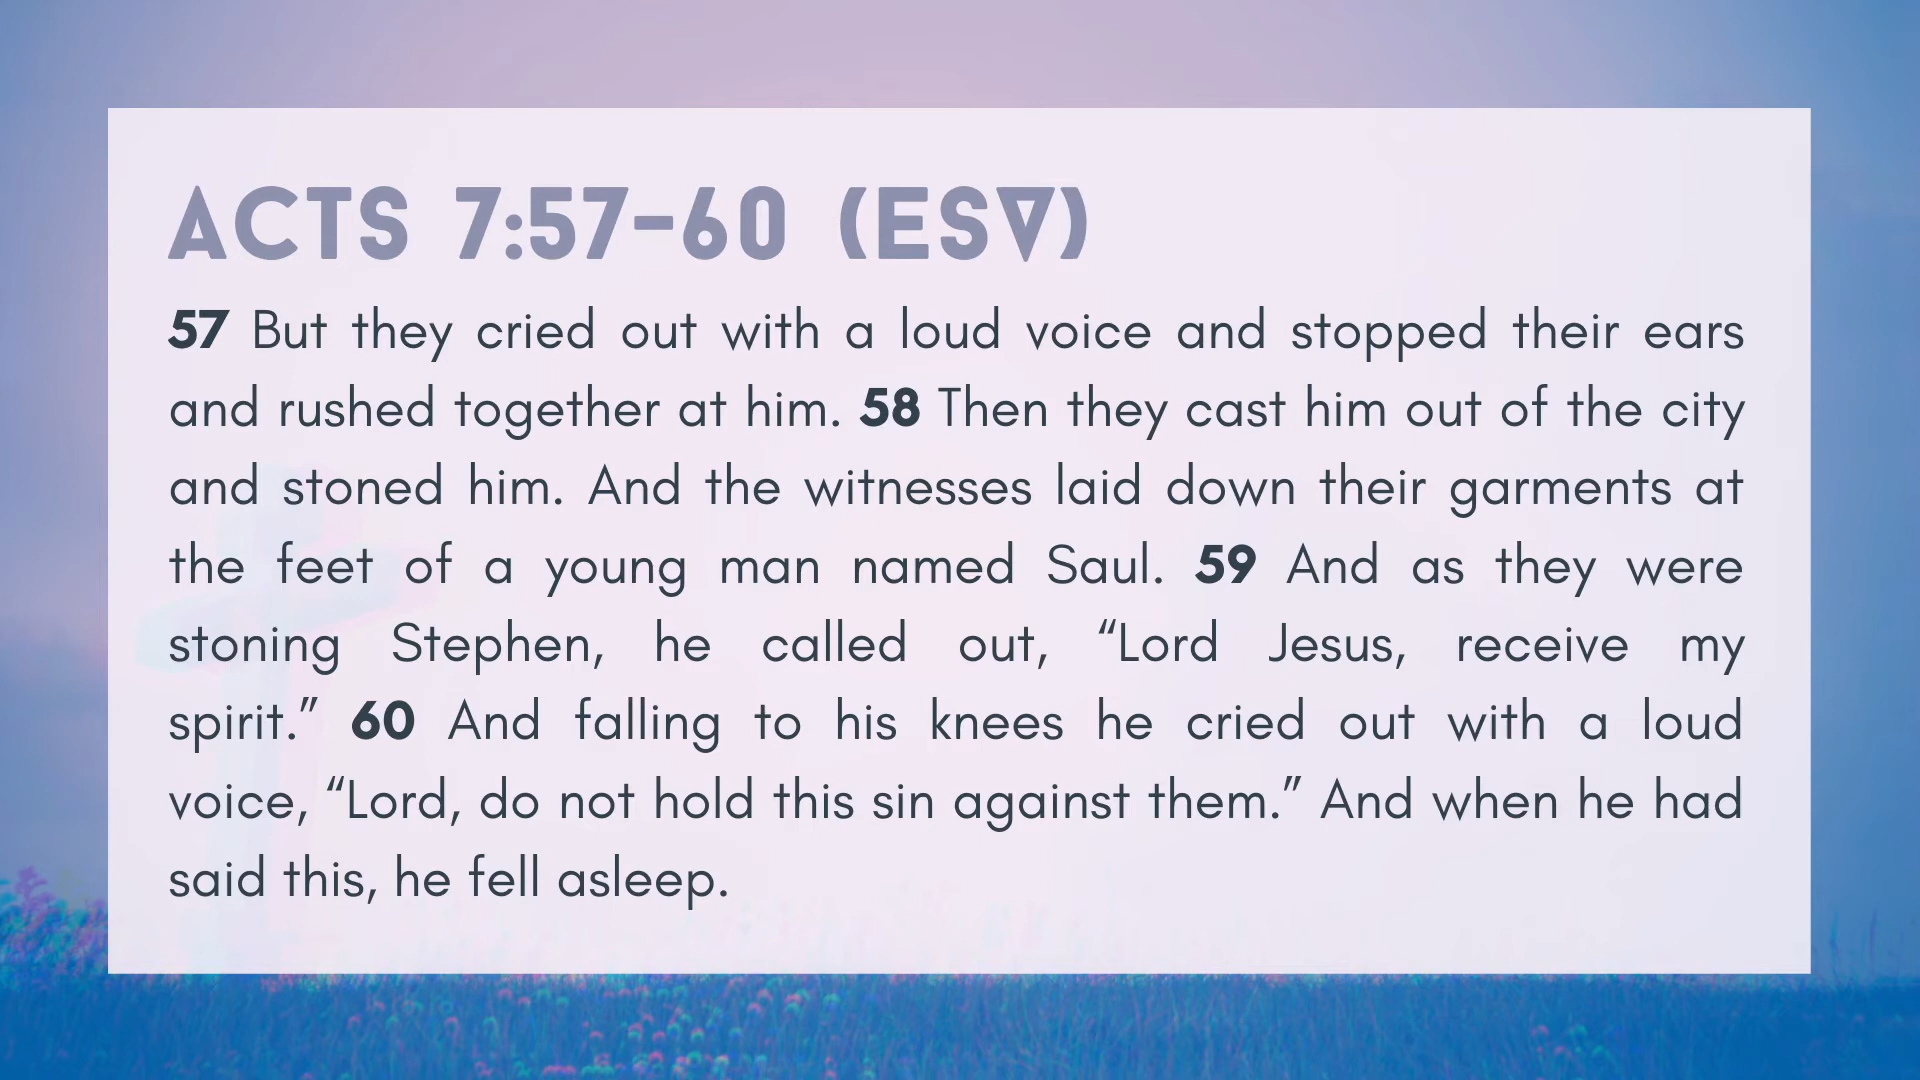 ACTS 7:57-60 (ESV)
57 But they cried out with a loud voice and stopped their ears
and rushed together at him. 58 Then they cast him out of the city
and stoned him. And the witnesses laid down their garments at
the feet of a young man named Saul. 59 And as they were
stoning Stephen, he called out, “Lord Jesus, receive my
spirit.” 60 And falling to his knees he cried out with a loud
voice, “Lord, do not hold this sin against them.” And when he had
said this, he fell asleep.